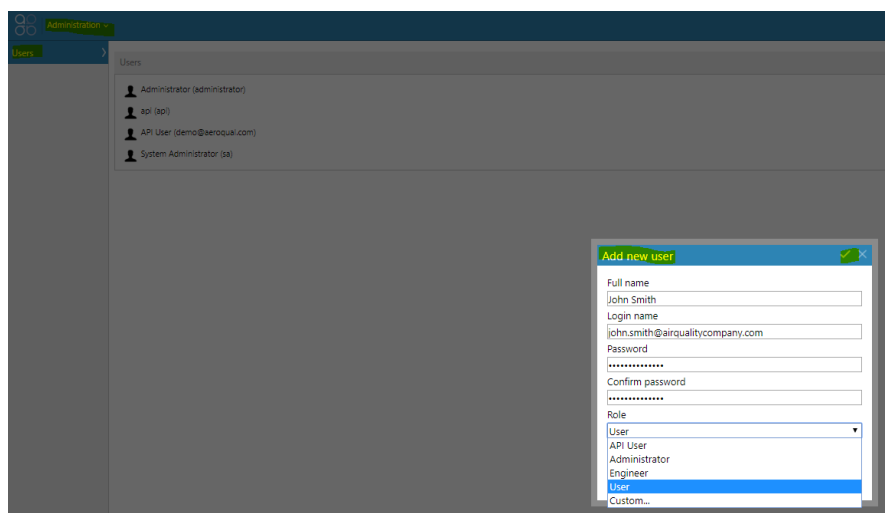 Administration
Users
Users
Administrator (administrator)
api (api)
API User (demo@aeroqual.com)
System Administrator (sa)
Add new user
Full name
John Smith
Login name
john.smith@airqualitycompany.com
Password
••••••••••••••
Confirm password
••••••••••••••
Role
User
API User
Administrator
Engineer
User
Custom...